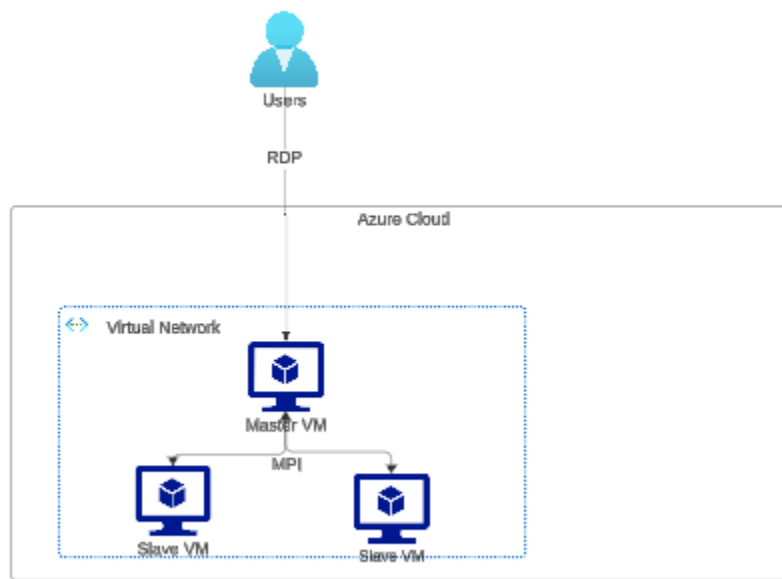 Users
RDP
Azure Cloud
Virtual Network
Master VM
MPI
Slave VM
Slave VM